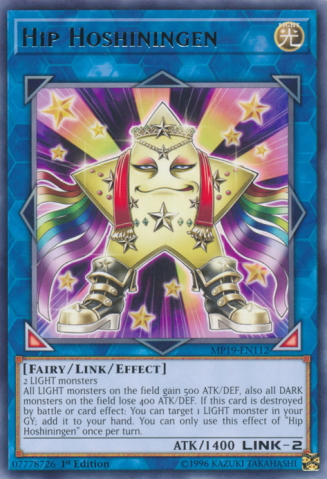 Hip Hoshiningen
LIGHT
光
MP19-EN112
[Fairy/Link/Effect]
2 LIGHT monsters
All LIGHT monsters on the field gain 500 ATK/DEF, also all DARK
monsters on the field lose 400 ATK/DEF. If this card is destroyed
by battle or card effect: You can target 1 LIGHT monster in your
GY; add it to your hand. You can only use this effect of "Hip
Hoshiningen" once per turn.
ATK/1400 LINK-2
07778726 1st Edition ©1996 KAZUKI TAKAHASHI